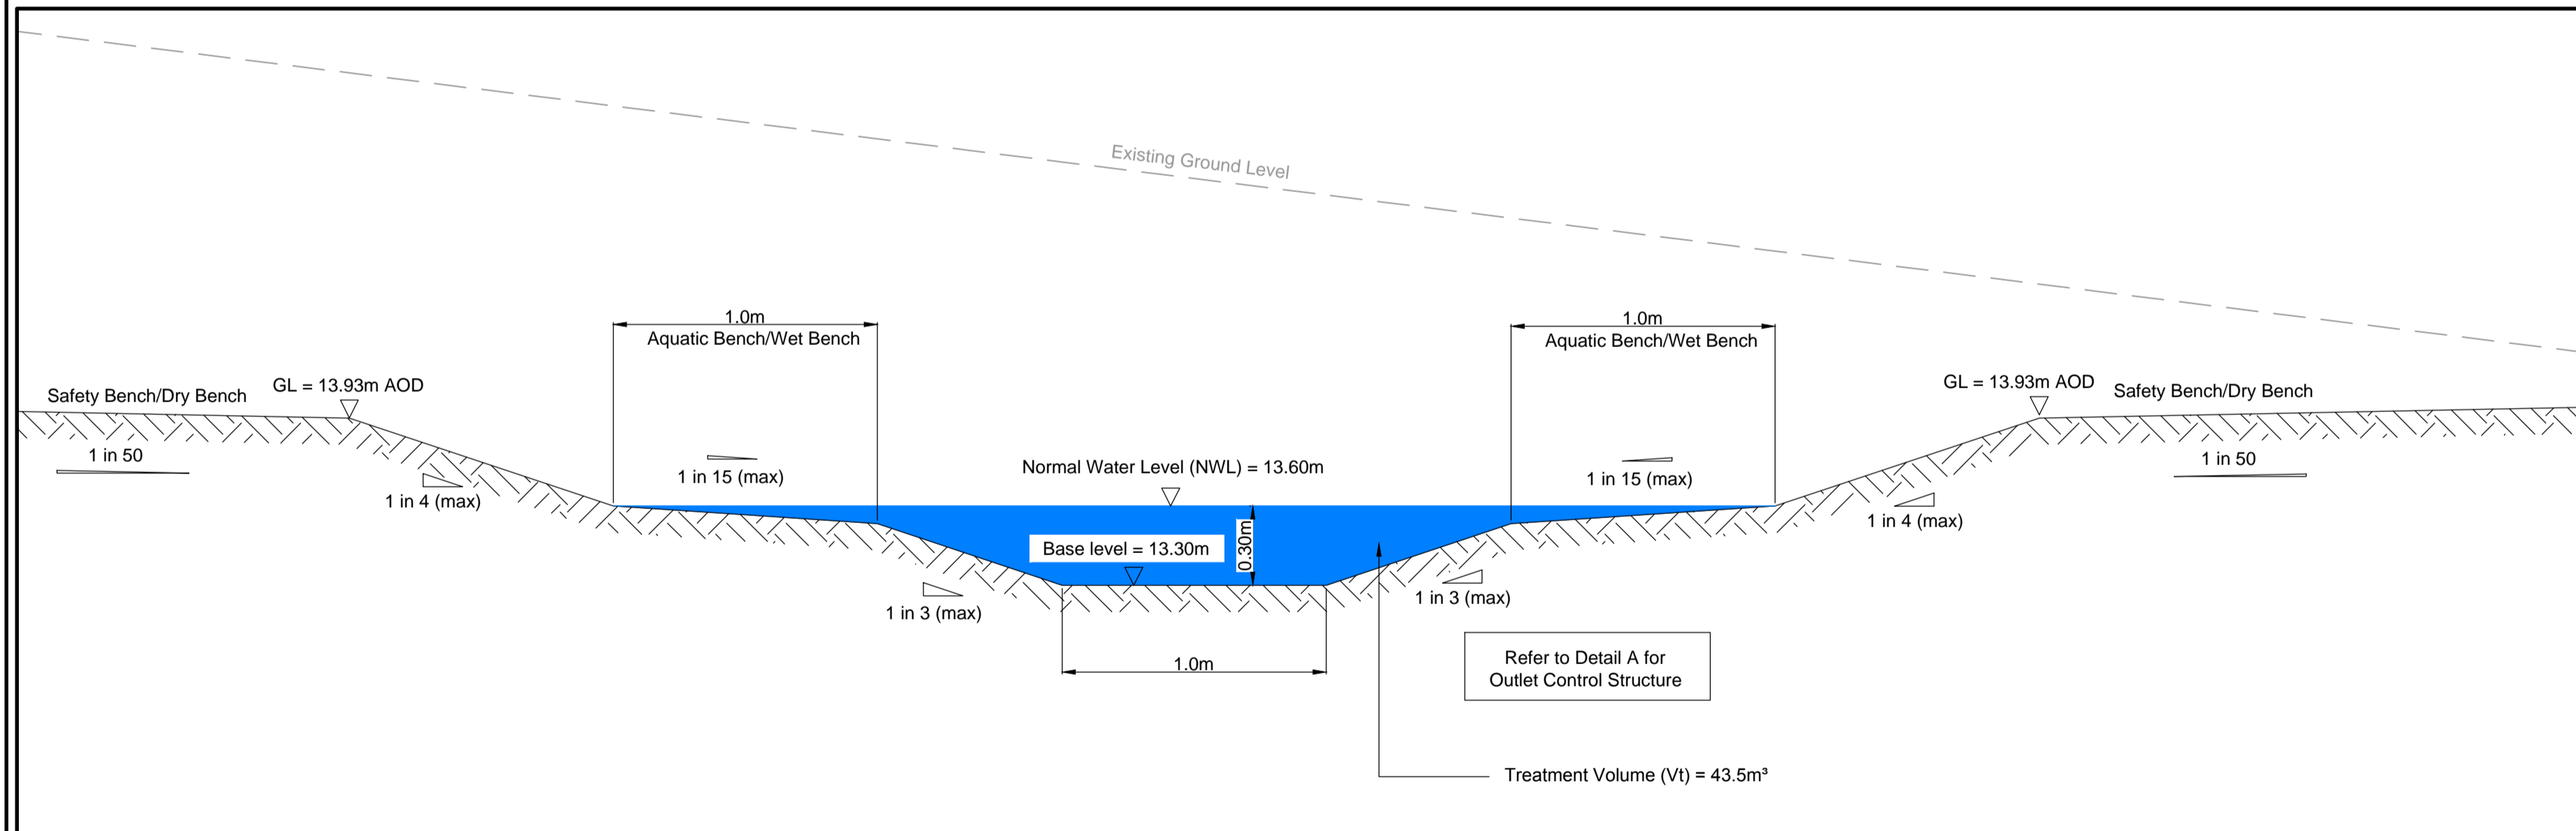 Existing Ground Level
1.0m
Aquatic Bench/Wet Bench
1.0m
Aquatic Bench/Wet Bench
Safety Bench/Dry Bench
GL = 13.93m AOD
GL = 13.93m AOD
Safety Bench/Dry Bench
1 in 50
1 in 4 (max)
1 in 15 (max)
Normal Water Level (NWL) = 13.60m
1 in 15 (max)
1 in 4 (max)
1 in 50
Base level = 13.30m
0.30m
1 in 3 (max)
1 in 3 (max)
1.0m
Refer to Detail A for
Outlet Control Structure
Treatment Volume (Vt) = 43.5m³